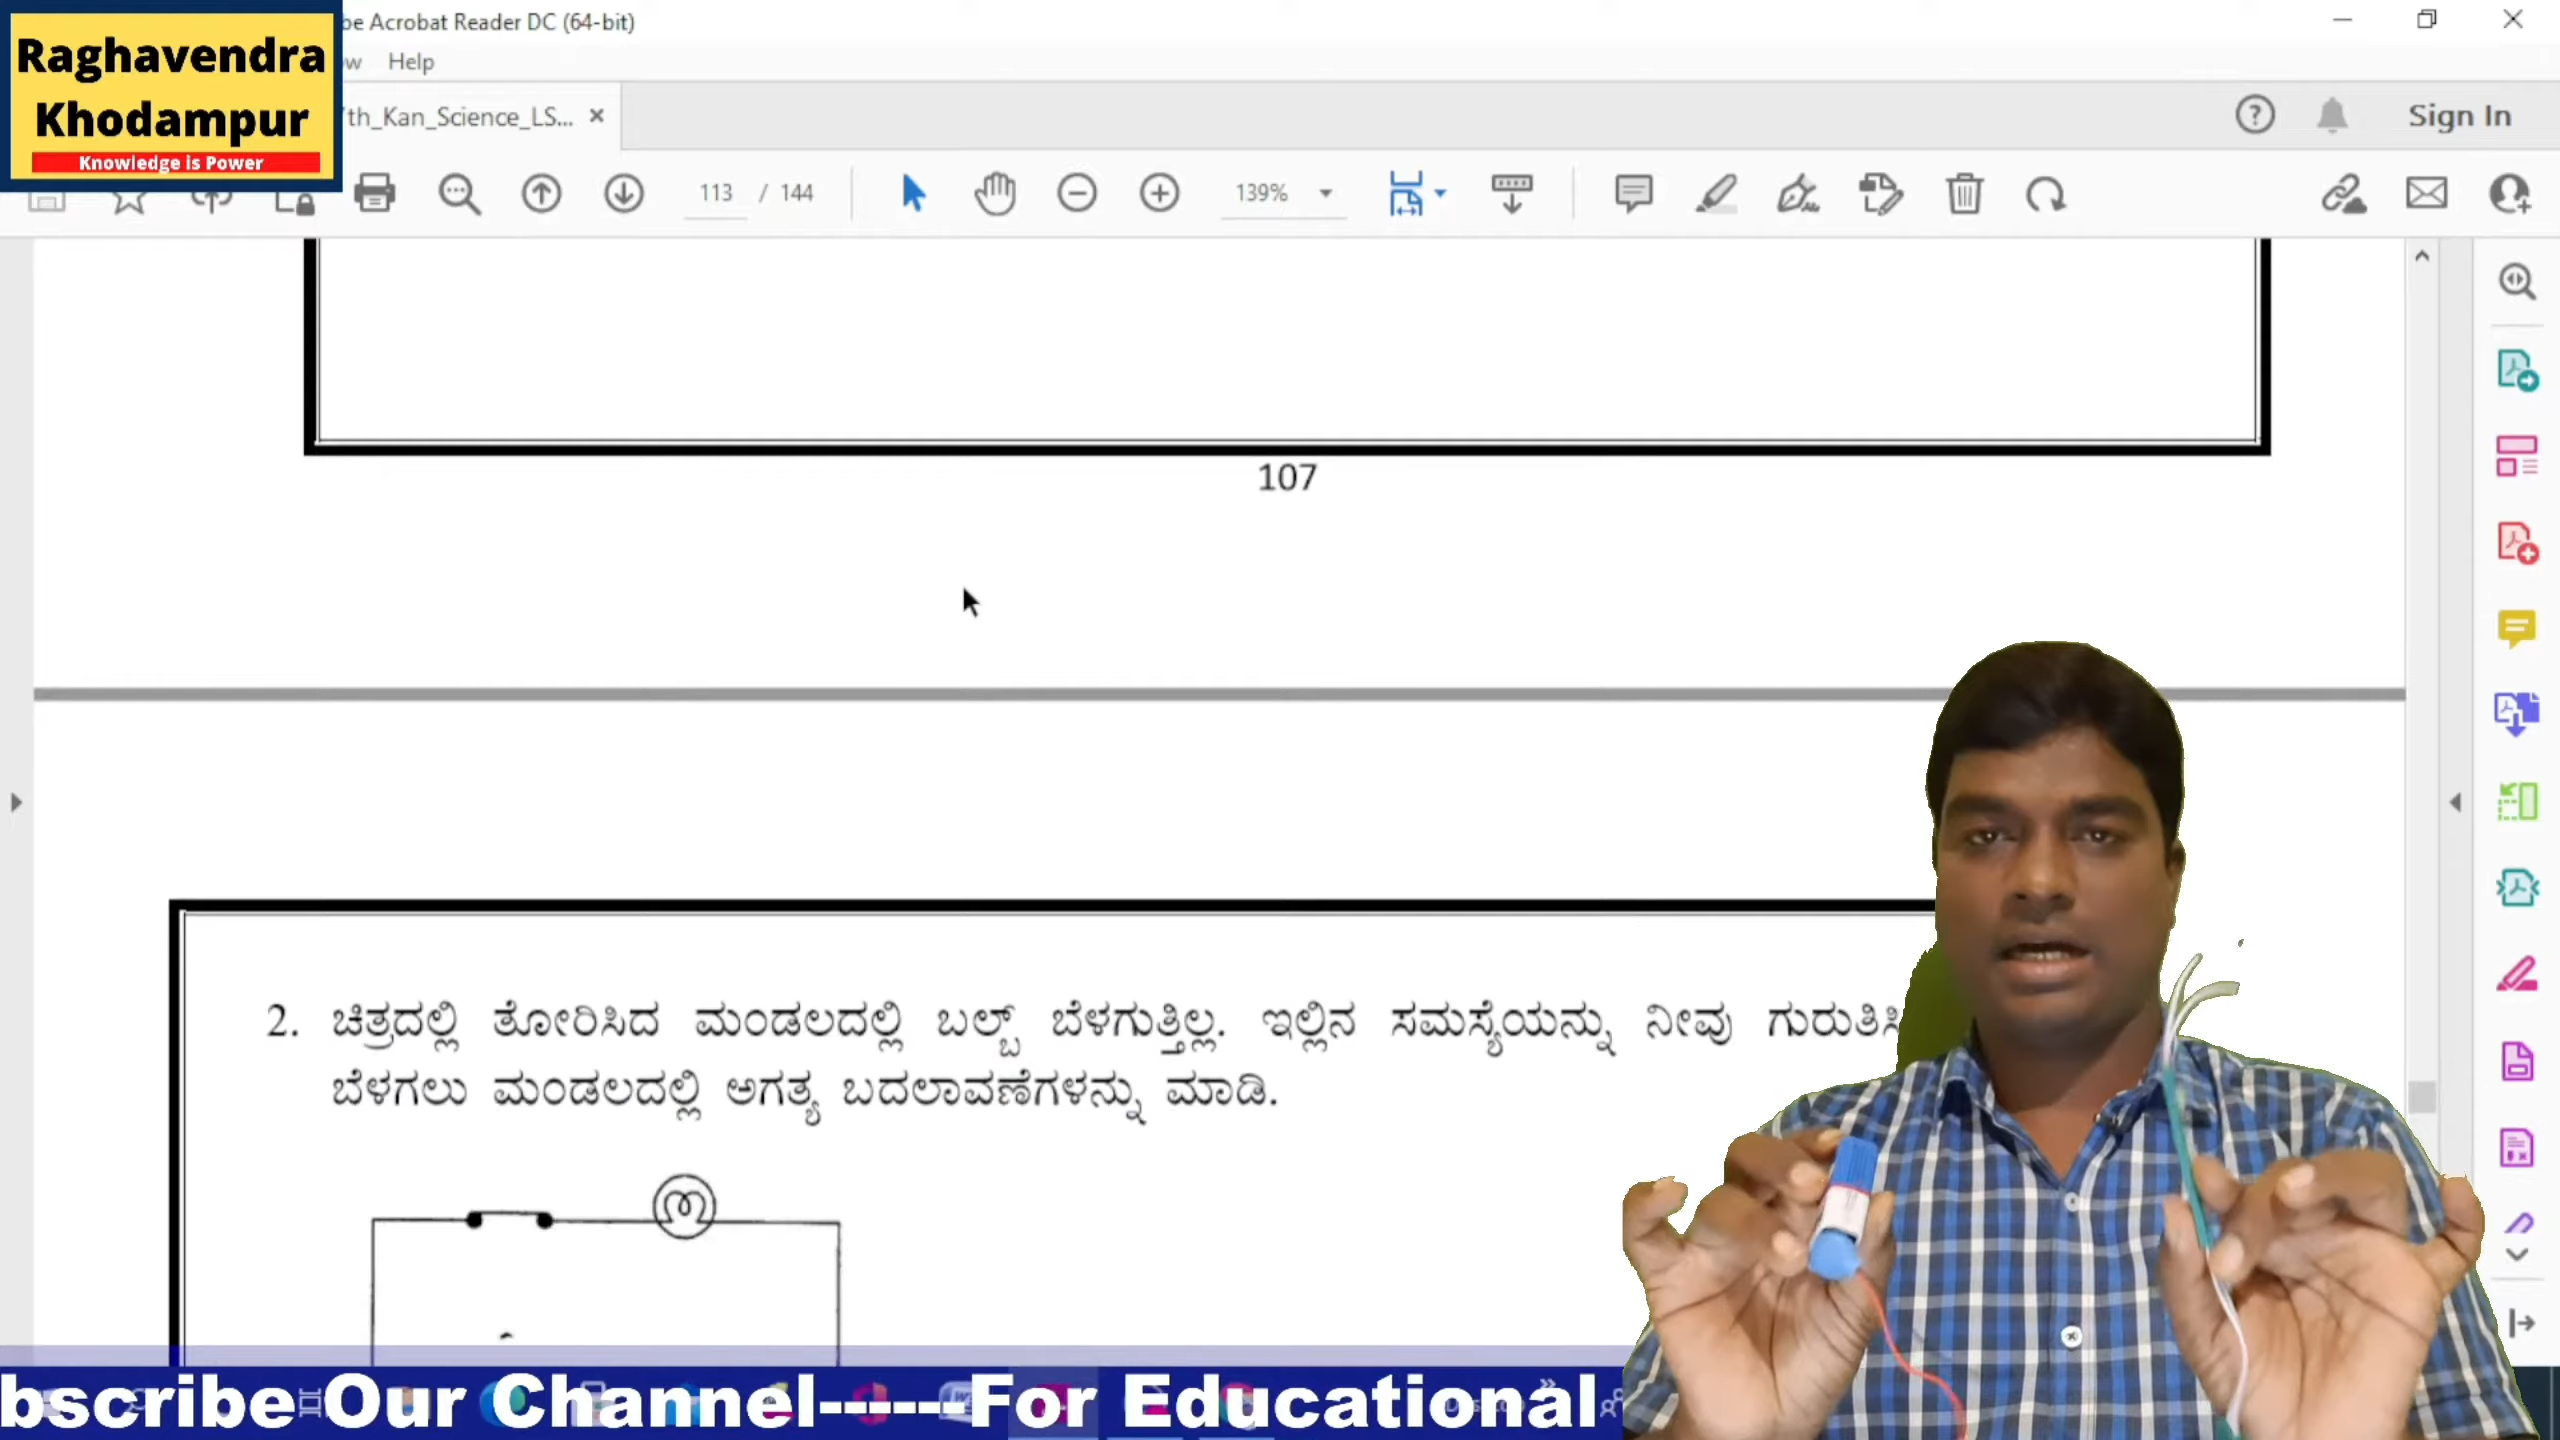 Raghavendra
Khodampur
Knowledge is Power
be Acrobat Reader DC (64-bit)
Help
th_Kan_Science_LS...
Sign In
113 / 144
139%
107
2. ಚಿತ್ರದಲ್ಲಿ ತೋರಿಸಿದ ಮಂಡಲದಲ್ಲಿ ಬಲ್ಬ್ ಬೆಳಗುತ್ತಿಲ್ಲ. ಇಲ್ಲಿನ ಸಮಸ್ಯೆಯನ್ನು ನೀವು
ಬೆಳಗಲು ಮಂಡಲದಲ್ಲಿ ಅಗತ್ಯ ಬದಲಾವಣೆಗಳನ್ನು ಮಾಡಿ.
bscribe Our Channel------For Educational